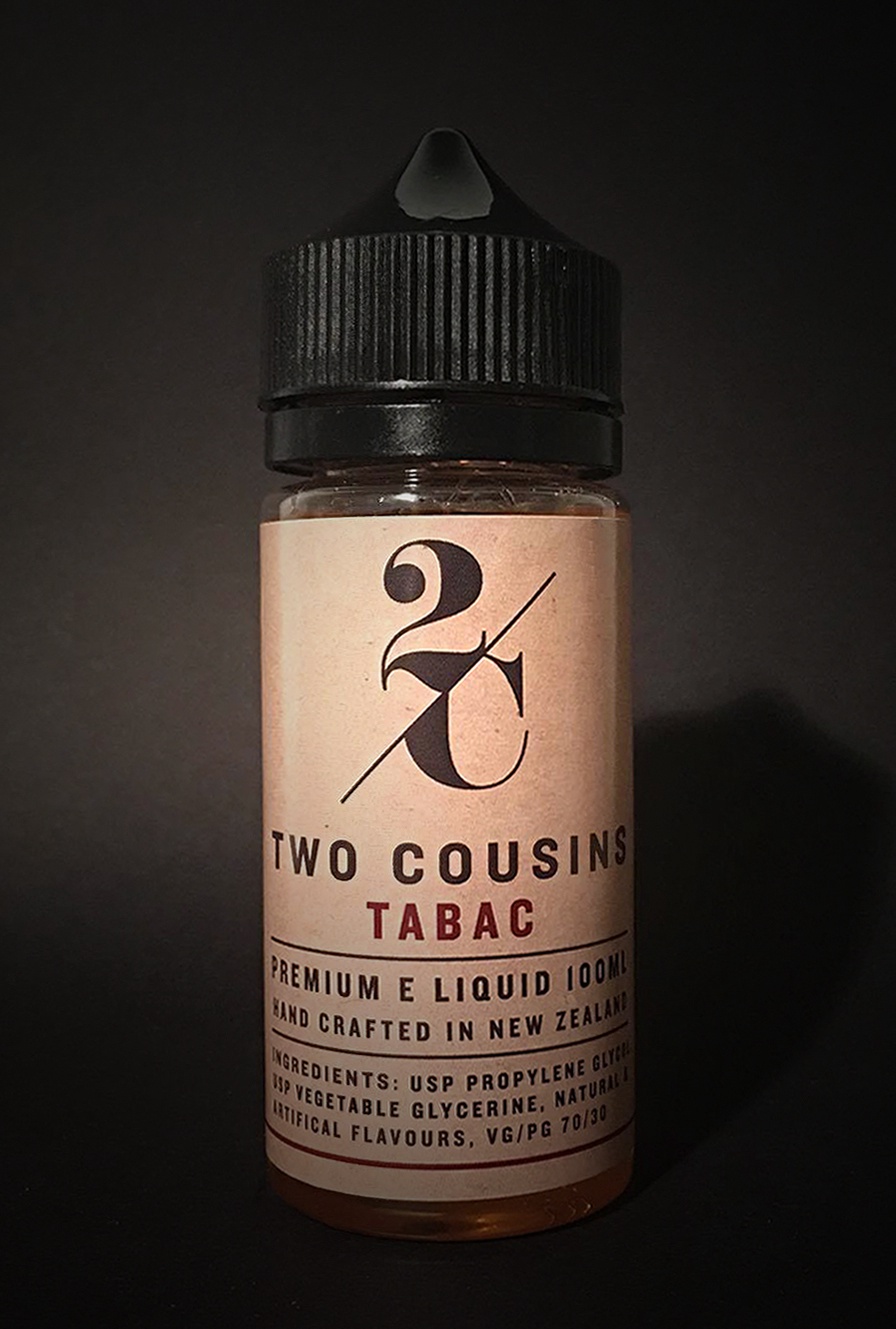 2
C
TWO COUSINS
TABAC
PREMIUM E LIQUID 100ML
HAND CRAFTED IN NEW ZEALAND
INGREDIENTS: USP PROPYLENE GLYCOL
USP VEGETABLE GLYCERINE, NATURAL &
ARTIFICAL FLAVOURS, VG/PG 70/30